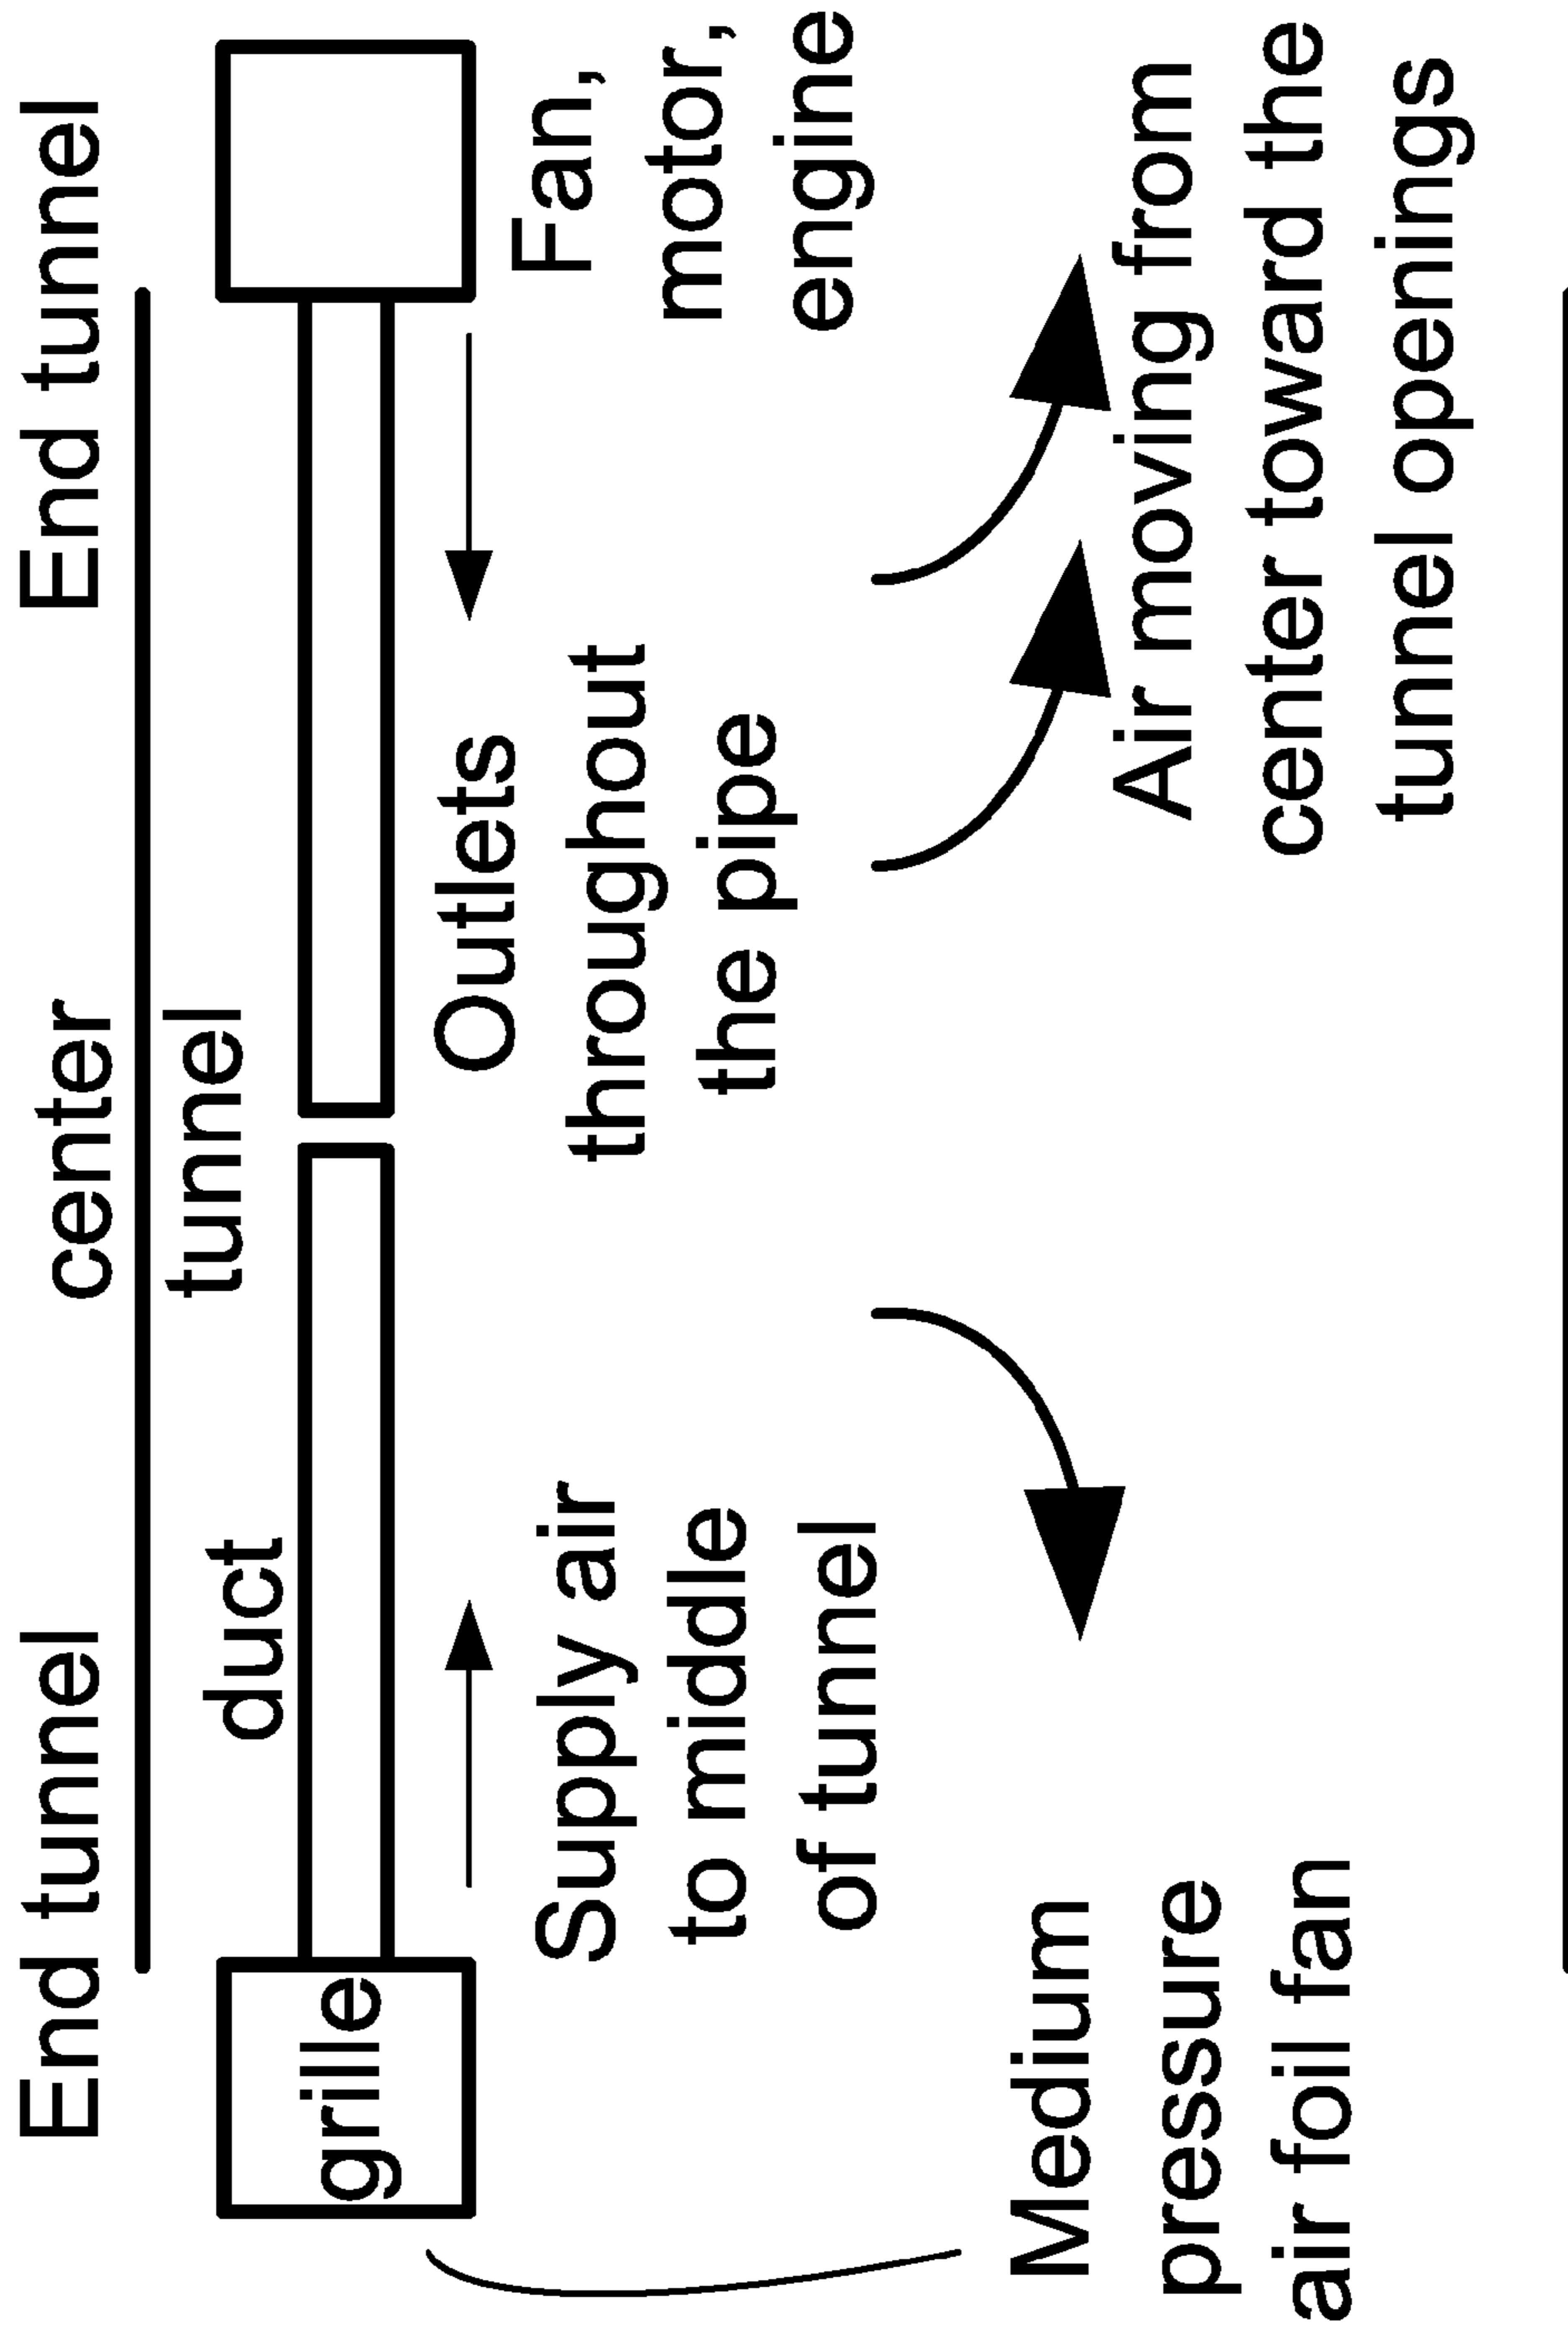 End tunnel
center
tunnel
End tunnel
duct
grille
Fan,
motor,
engine
Supply air
to middle
of tunnel
Outlets
throughout
the pipe
Medium
pressure
air foil fan
Air moving from
center toward the
tunnel openings